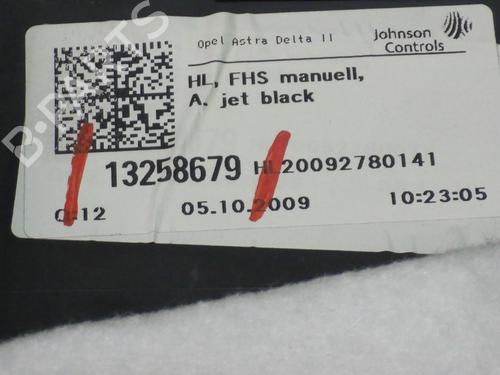 Opel Astra Delta II
Johnson
Controls
HL, FHS manuell,
A. jet black
13258679 HL20092780141
Q-12 05.10.2009 10:23:05
B-PARTS